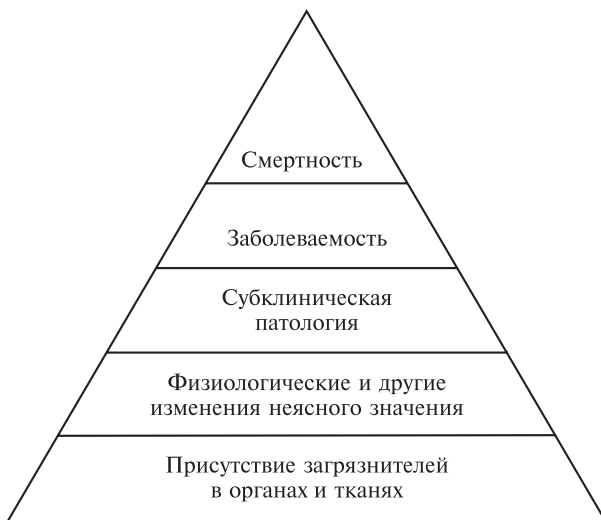 Смертность
Заболеваемость
Субклиническая
патология
Физиологические и другие
изменения неясного значения
Присутствие загрязнителей
в органах и тканях